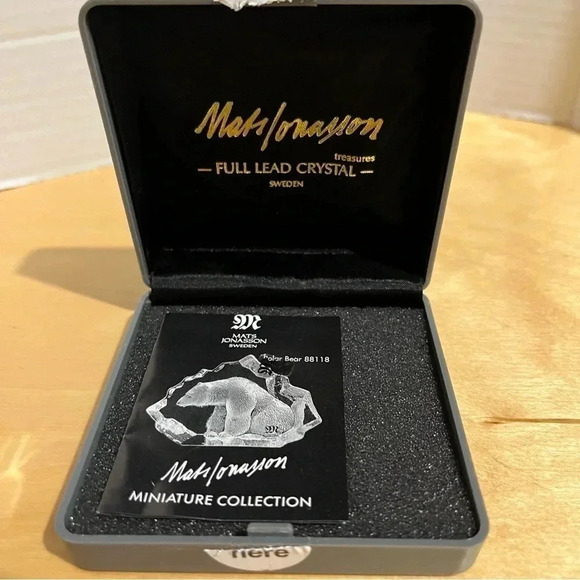 Mats Jonasson
treasures
— FULL LEAD CRYSTAL —
SWEDEN
M
MATS
JONASSON
SWEDEN
Polar Bear 88118
M
Mats Jonasson
MINIATURE COLLECTION